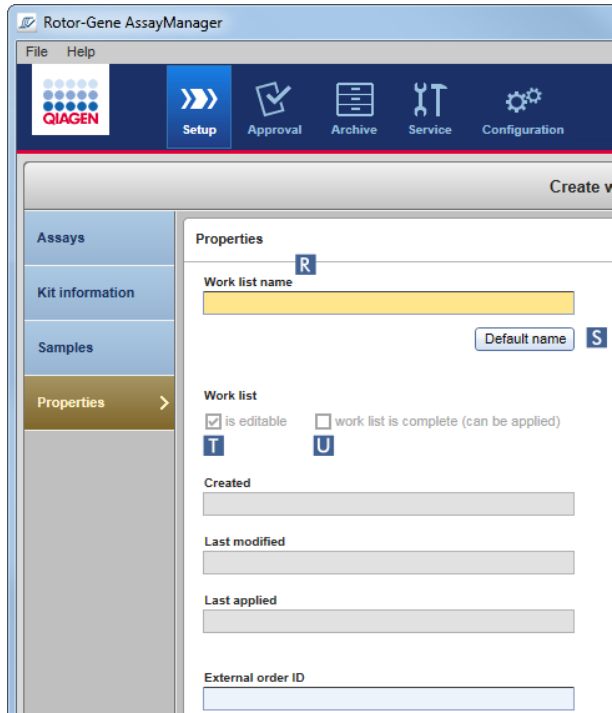 Rotor-Gene AssayManager
File Help
QIAGEN
Setup Approval Archive Service Configuration
Create w
Assays
Kit information
Samples
Properties
Properties
R
Work list name
Default name S
Work list
is editable work list is complete (can be applied)
T U
Created
Last modified
Last applied
External order ID